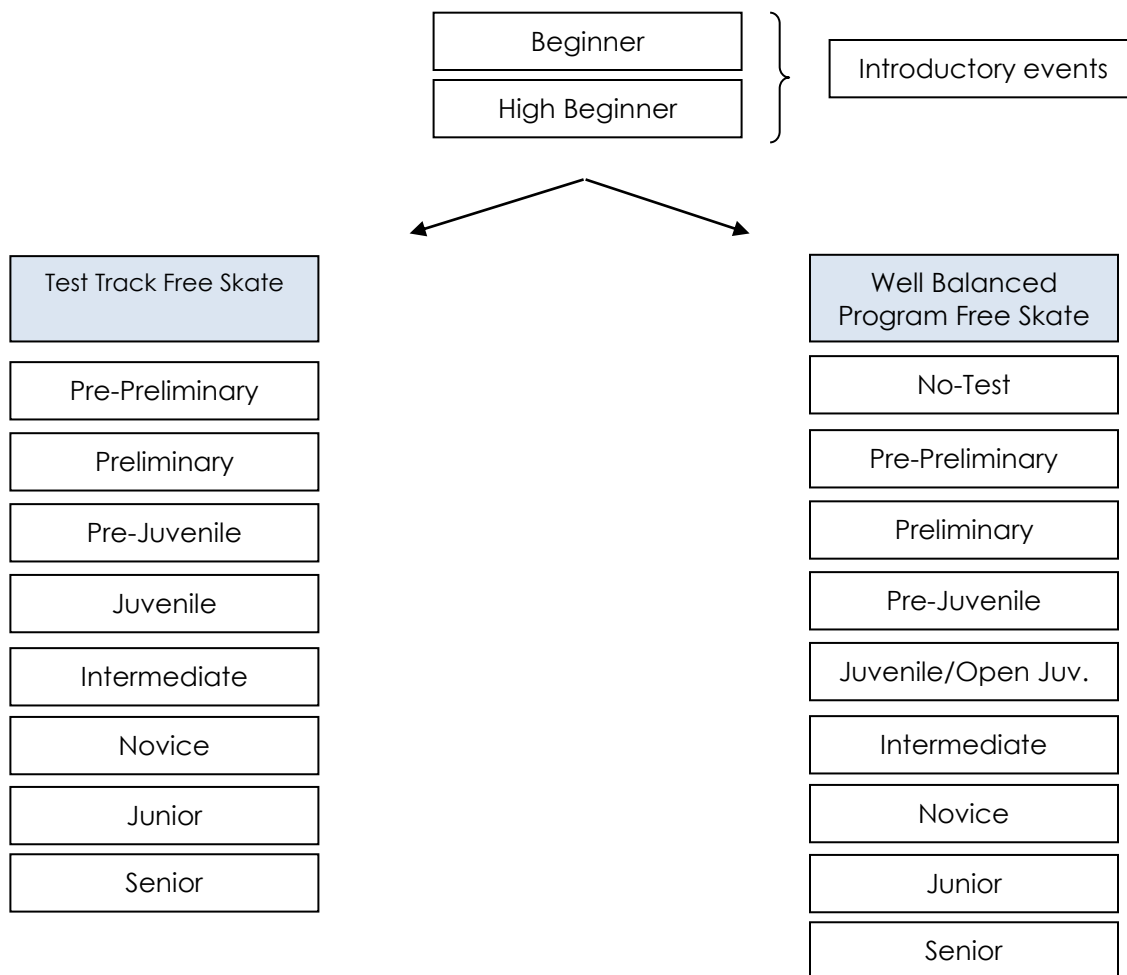 Beginner
High Beginner
Introductory events
Test Track Free Skate
Pre-Preliminary
Preliminary
Pre-Juvenile
Juvenile
Intermediate
Novice
Junior
Senior
Well Balanced
Program Free Skate
No-Test
Pre-Preliminary
Preliminary
Pre-Juvenile
Juvenile/Open Juv.
Intermediate
Novice
Junior
Senior